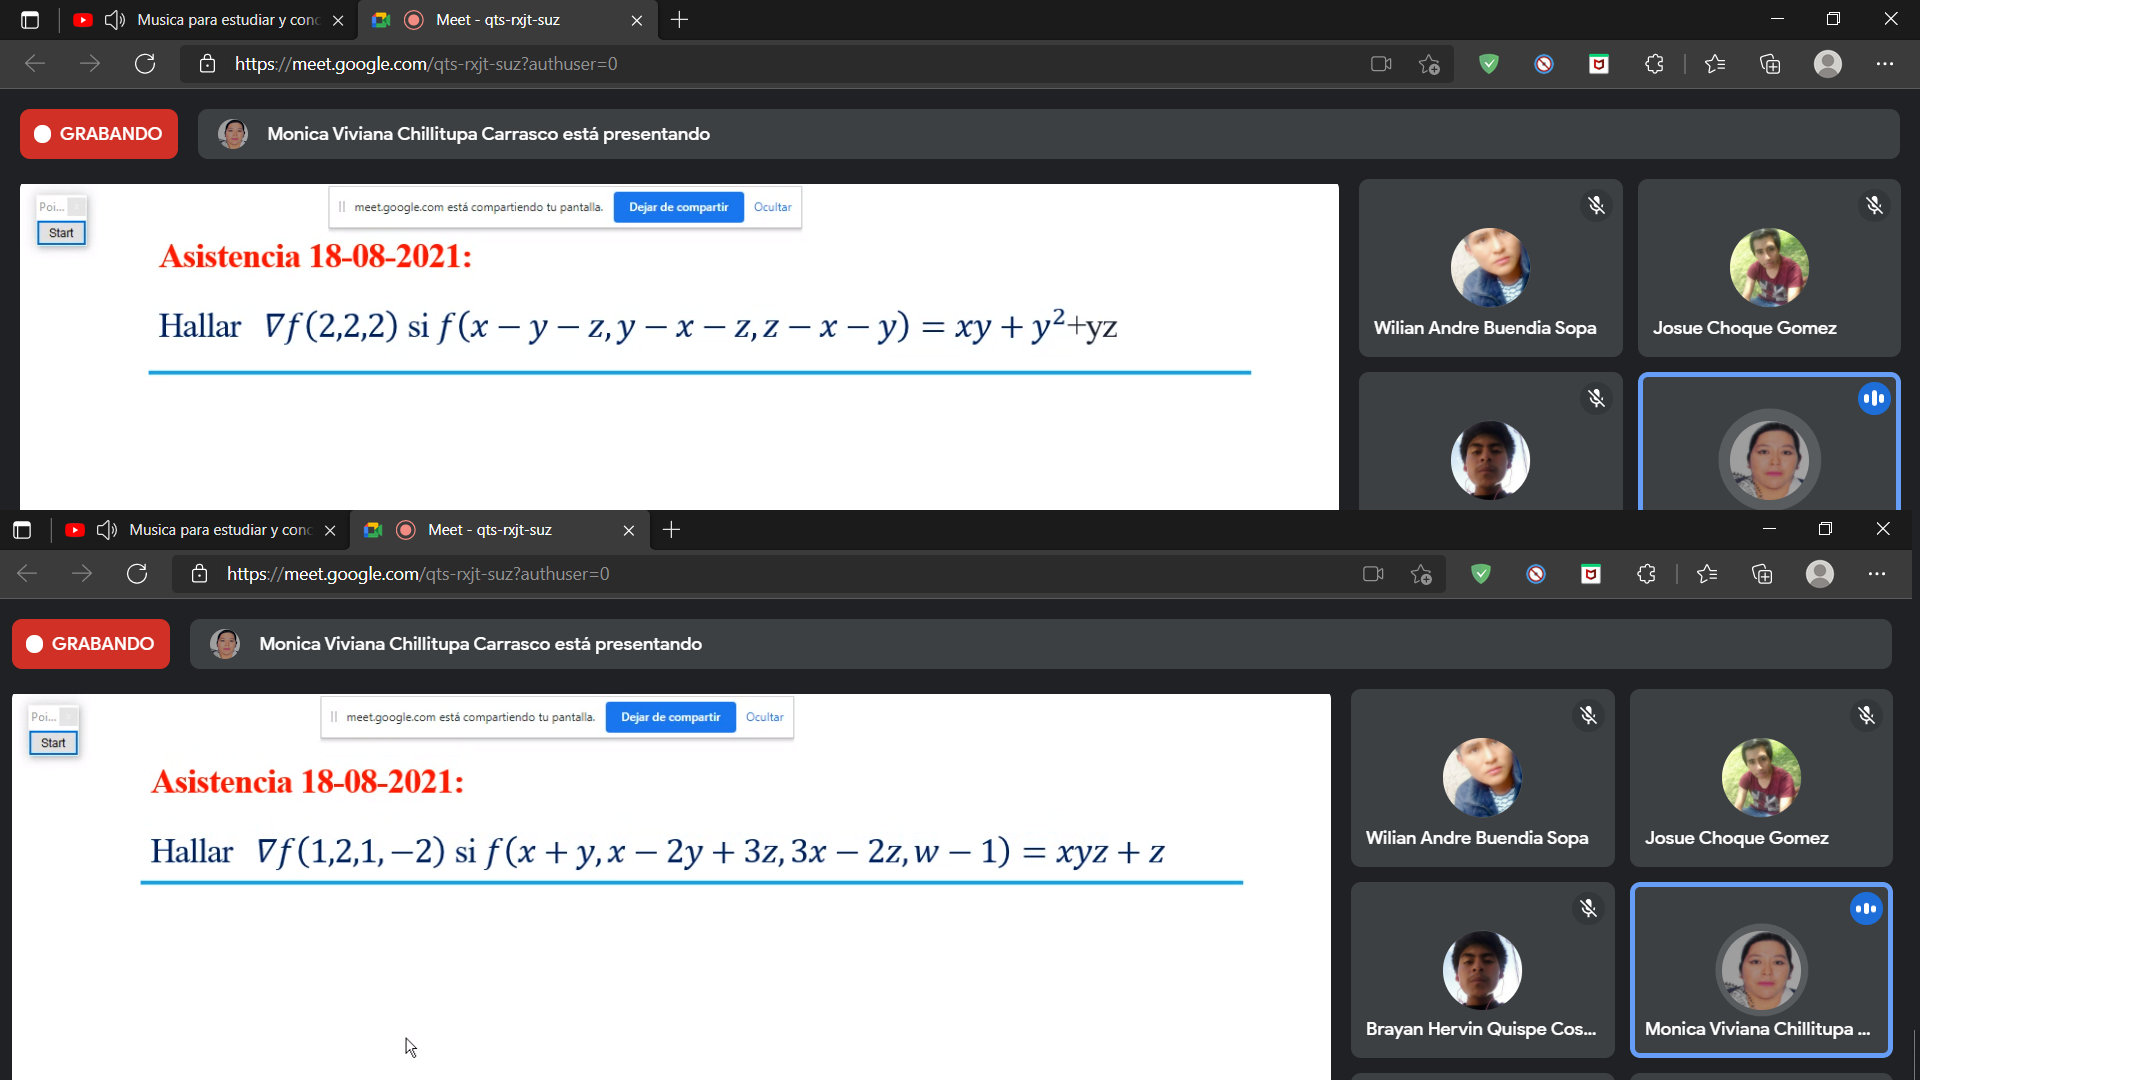 Musica para estudiar y conc
Meet - qts-rxjt-suz
https://meet.google.com/qts-rxjt-suz?authuser=0
GRABANDO
Monica Viviana Chillitupa Carrasco está presentando
Poi...
Start
meet.google.com está compartiendo tu pantalla. Dejar de compartir Ocultar
Asistencia 18-08-2021:
Hallar ∇f(2,2,2) si f(x − y − z, y − x − z, z − x − y) = xy + y²+yz
Wilian Andre Buendia Sopa
Josue Choque Gomez
Musica para estudiar y conc
Meet - qts-rxjt-suz
https://meet.google.com/qts-rxjt-suz?authuser=0
GRABANDO
Monica Viviana Chillitupa Carrasco está presentando
Poi...
Start
meet.google.com está compartiendo tu pantalla. Dejar de compartir Ocultar
Asistencia 18-08-2021:
Hallar ∇f(1,2,1,−2) si f(x + y, x − 2y + 3z, 3x − 2z, w − 1) = xyz + z
Wilian Andre Buendia Sopa
Josue Choque Gomez
Brayan Hervin Quispe Cos...
Monica Viviana Chillitupa ...